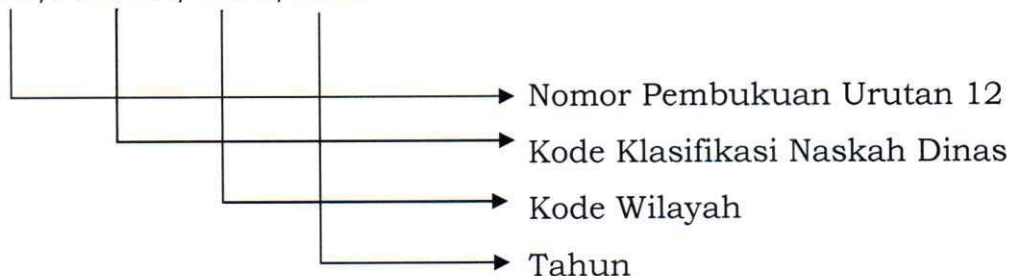 Nomor Pembukuan Urutan 12
Kode Klasifikasi Naskah Dinas
Kode Wilayah
Tahun